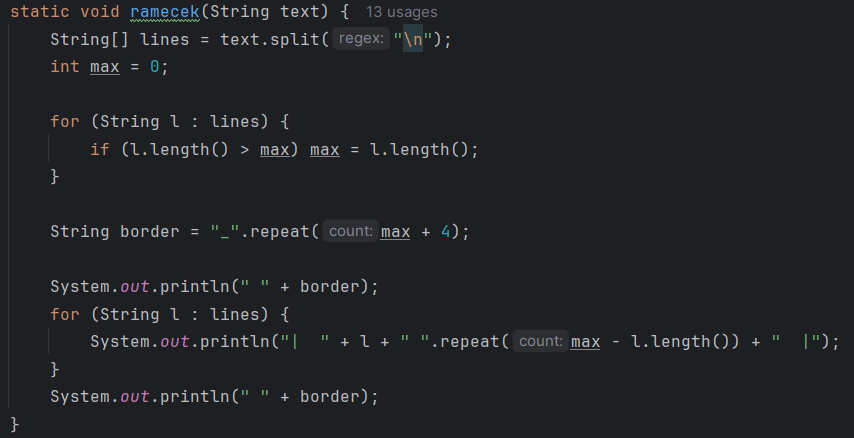 static void ramecek(String text) { 13 usages
String[] lines = text.split( regex: "\n");
int max = 0;
for (String l : lines) {
if (l.length() > max) max = l.length();
}
String border = "_".repeat( count: max + 4);
System.out.println(" " + border);
for (String l : lines) {
System.out.println("|  " + l + " ".repeat( count: max - l.length()) + "  |");
}
System.out.println(" " + border);
}